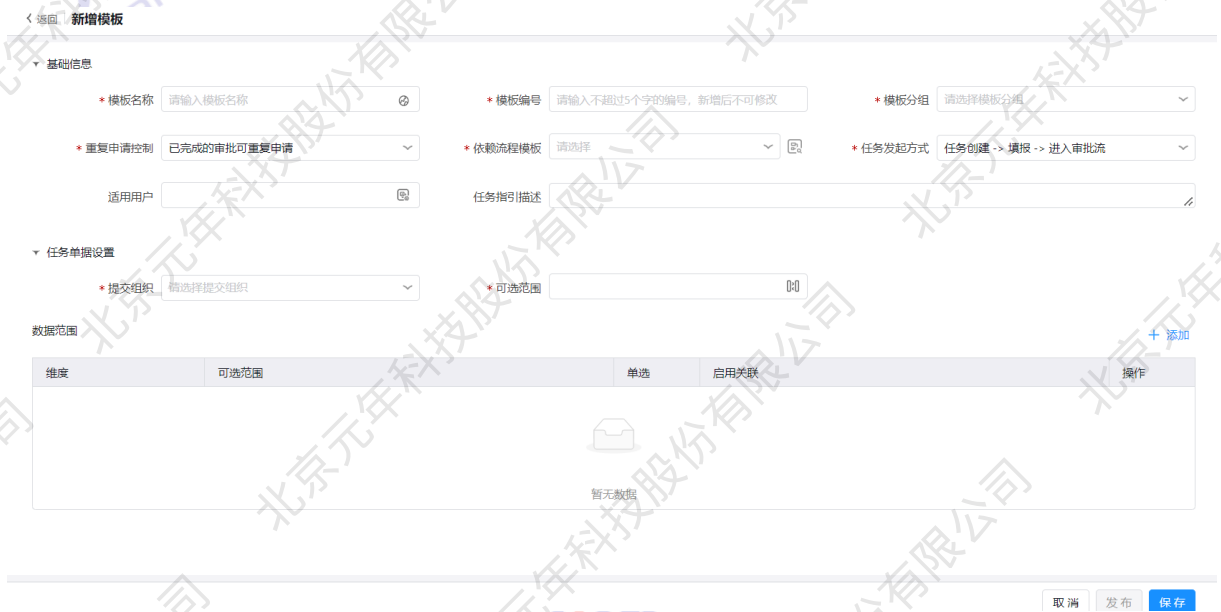 返回 新增模板
基础信息
* 模板名称 请输入模板名称 * 模板编号 请输入不超过5个字的编号，新增后不可修改 * 模板分组 请选择模板分组
* 重复申请控制 已完成的审批可重复申请 * 依赖流程模板 请选择 * 任务发起方式 任务创建 -> 填报 -> 进入审批流
适用用户 任务指引描述
任务单据设置
* 提交组织 请选择提交组织 * 可选范围
数据范围 + 添加
维度 可选范围 单选 启用关联 操作
暂无数据
取消 发布 保存
北京元年科技股份有限公司